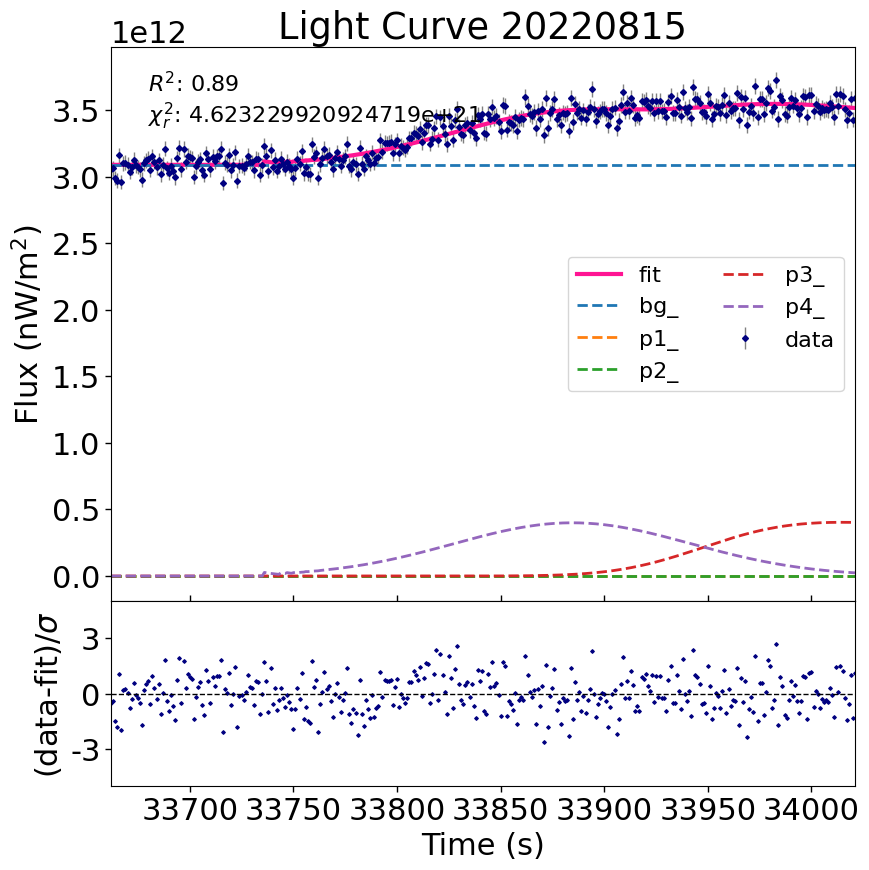 Light Curve 20220815
1e12
R²: 0.89
χ²ᵣ: 4.623229920924719e+21
3.5
3.0
2.5
2.0
1.5
1.0
0.5
0.0
Flux (nW/m²)
fit
bg_
p1_
p2_
p3_
p4_
data
3
0
-3
(data-fit)/σ
33700 33750 33800 33850 33900 33950 34000
Time (s)